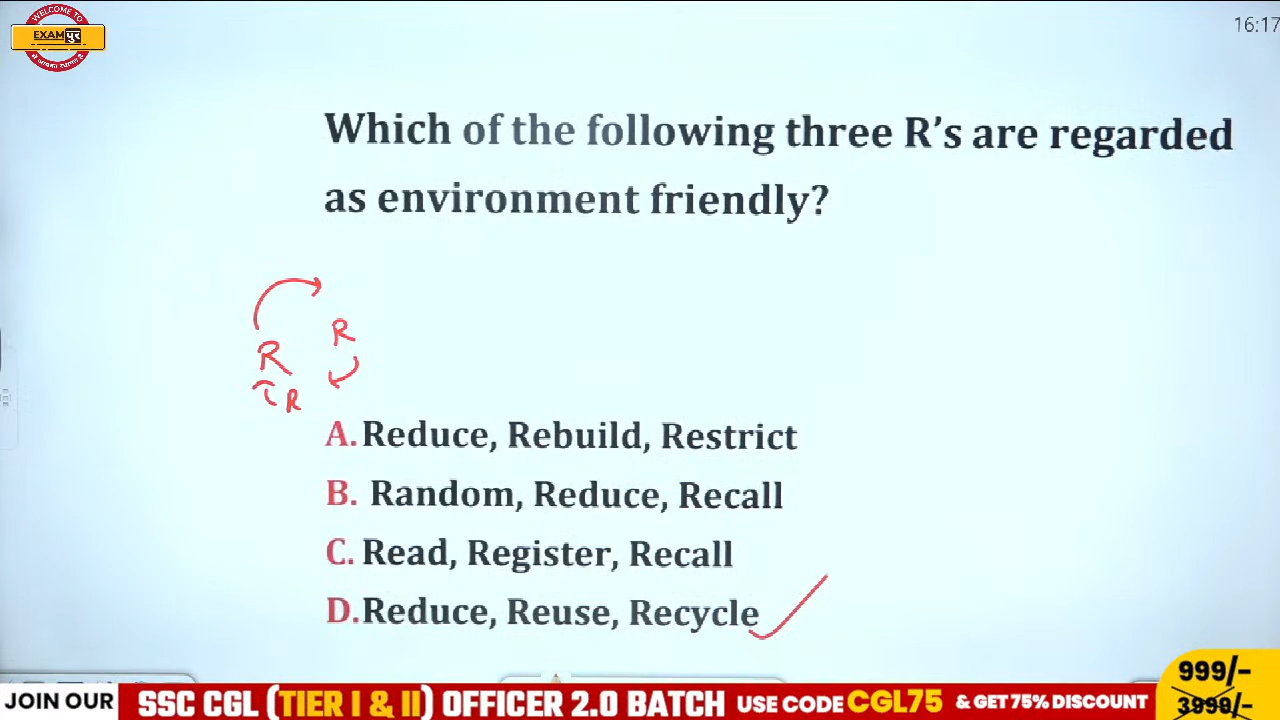 WELCOME TO
EXAMपुर
16:17
Which of the following three R’s are regarded
as environment friendly?
R
R
R
A. Reduce, Rebuild, Restrict
B. Random, Reduce, Recall
C. Read, Register, Recall
D. Reduce, Reuse, Recycle
JOIN OUR SSC CGL (TIER I & II) OFFICER 2.0 BATCH USE CODE CGL75 & GET 75% DISCOUNT
999/-
3999/-